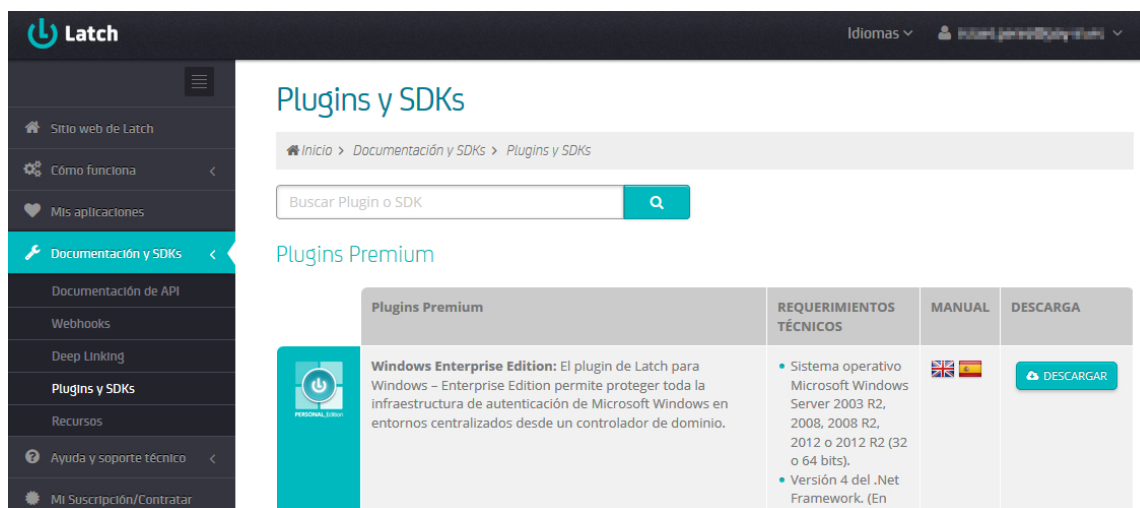 Latch
Idiomas
Sitio web de Latch
Cómo funciona
Mis aplicaciones
Documentación y SDKs
Documentación de API
Webhooks
Deep Linking
Plugins y SDKs
Recursos
Ayuda y soporte técnico
Mi Suscripción/Contratar
Plugins y SDKs
Inicio > Documentación y SDKs > Plugins y SDKs
Buscar Plugin o SDK
Plugins Premium
Plugins Premium
REQUERIMIENTOS
TÉCNICOS
MANUAL
DESCARGA
PERSONAL_Edition
Windows Enterprise Edition: El plugin de Latch para
Windows – Enterprise Edition permite proteger toda la
infraestructura de autenticación de Microsoft Windows en
entornos centralizados desde un controlador de dominio.
• Sistema operativo
Microsoft Windows
Server 2003 R2,
2008, 2008 R2,
2012 o 2012 R2 (32
o 64 bits).
• Versión 4 del .Net
Framework. (En
DESCARGAR